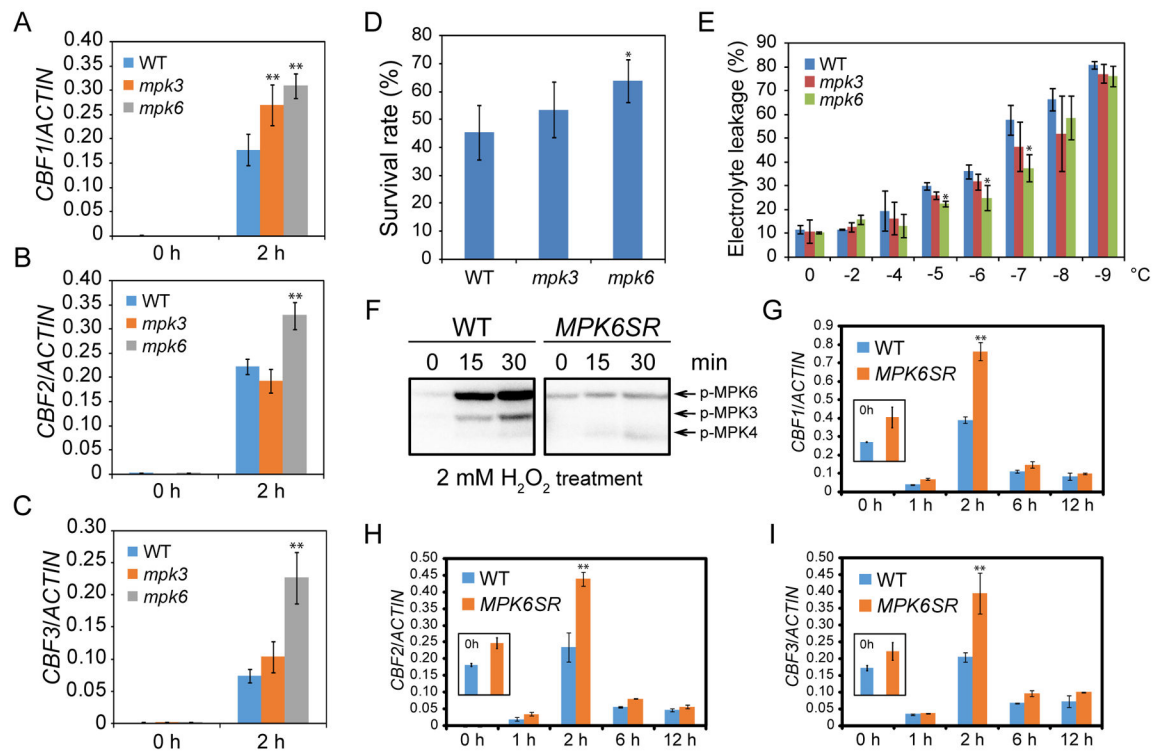 A
CBF1/ACTIN
0.40
0.35
0.30
0.25
0.20
0.15
0.10
0.05
0
WT
mpk3
mpk6
**
**
0 h
2 h
B
CBF2/ACTIN
0.40
0.35
0.30
0.25
0.20
0.15
0.10
0.05
0
WT
mpk3
mpk6
**
0 h
2 h
C
CBF3/ACTIN
0.30
0.25
0.20
0.15
0.10
0.05
0
WT
mpk3
mpk6
**
0 h
2 h
D
Survival rate (%)
80
70
60
50
40
30
20
10
0
*
WT
mpk3
mpk6
E
Electrolyte leakage (%)
90
80
70
60
50
40
30
20
10
0
WT
mpk3
mpk6
*
*
*
0 -2 -4 -5 -6 -7 -8 -9 °C
F
WT MPK6SR
0 15 30 0 15 30 min
p-MPK6
p-MPK3
p-MPK4
2 mM H₂O₂ treatment
G
CBF1/ACTIN
0.9
0.8
0.7
0.6
0.5
0.4
0.3
0.2
0.1
0
WT
MPK6SR
**
0h
0 h 1 h 2 h 6 h 12 h
H
CBF2/ACTIN
0.50
0.45
0.40
0.35
0.30
0.25
0.20
0.15
0.10
0.05
0
WT
MPK6SR
**
0h
0 h 1 h 2 h 6 h 12 h
I
CBF3/ACTIN
0.50
0.45
0.40
0.35
0.30
0.25
0.20
0.15
0.10
0.05
0
WT
MPK6SR
**
0h
0 h 1 h 2 h 6 h 12 h